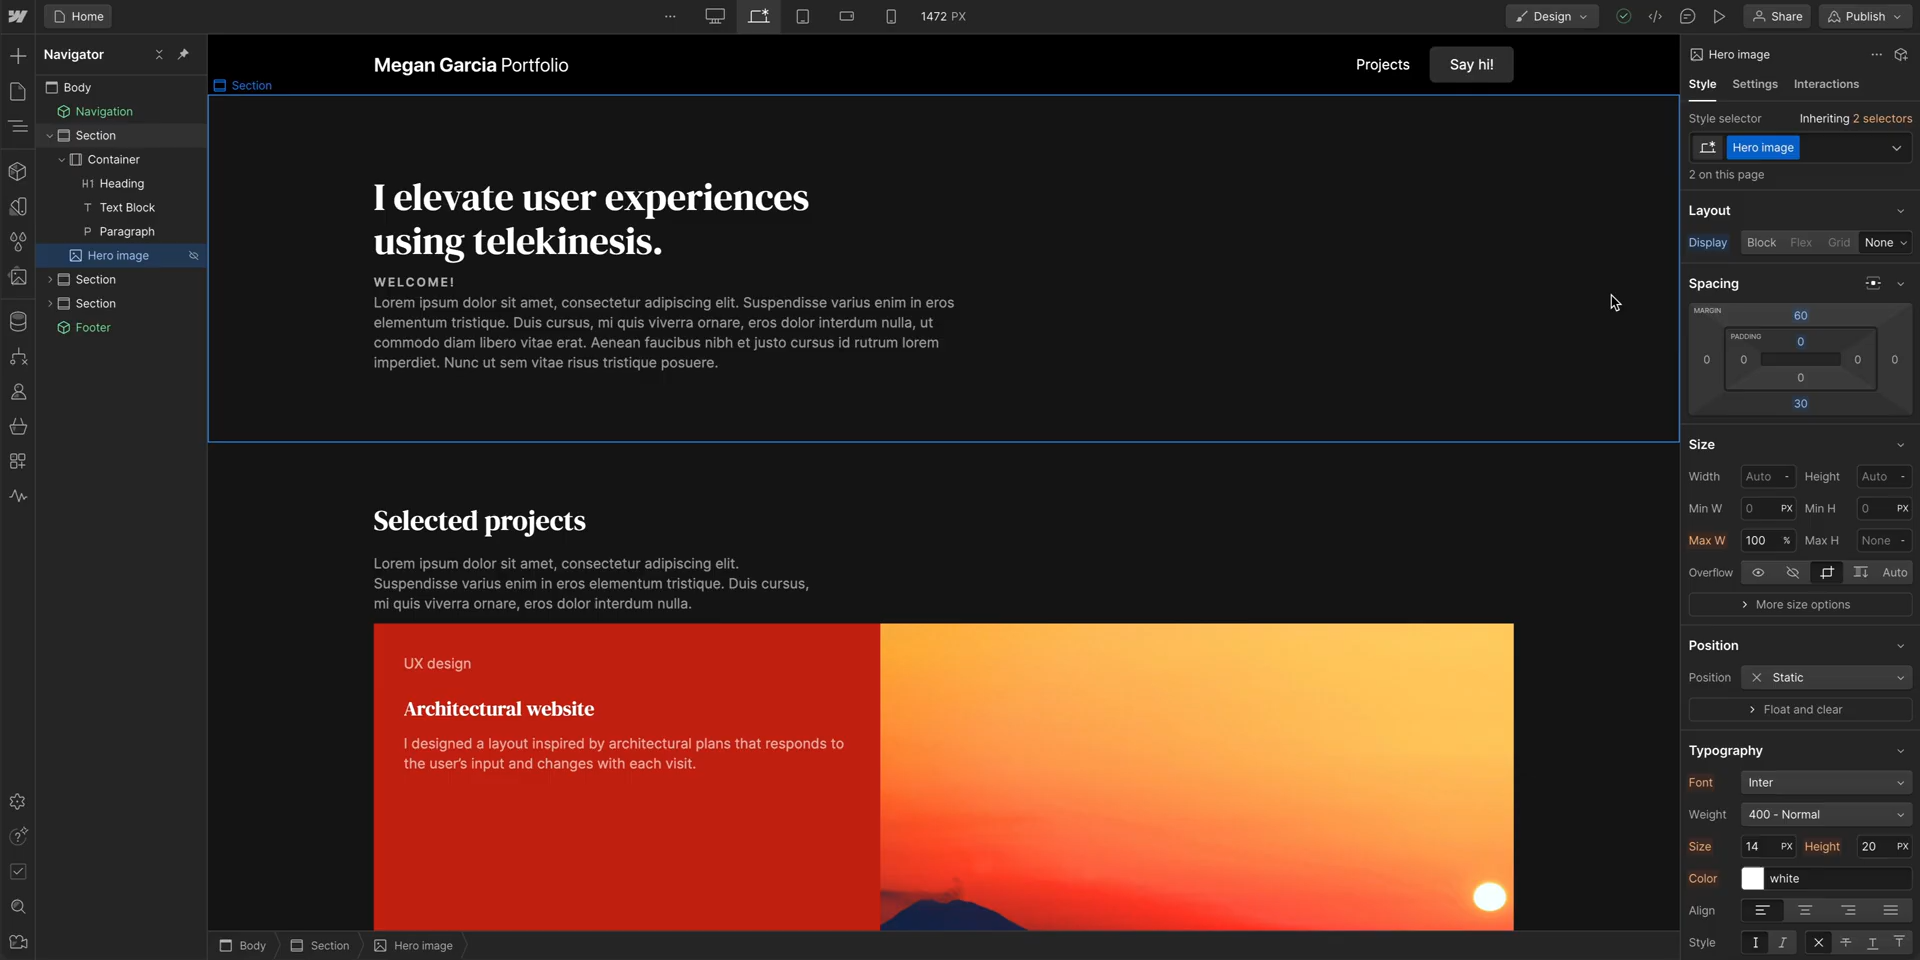 Home
1472 PX
Design
Share
Publish
Navigator
Body
Navigation
Section
Container
H1 Heading
T Text Block
P Paragraph
Hero image
Section
Section
Footer
Megan Garcia Portfolio
Projects
Say hi!
Section
I elevate user experiences
using telekinesis.
WELCOME!
Lorem ipsum dolor sit amet, consectetur adipiscing elit. Suspendisse varius enim in eros
elementum tristique. Duis cursus, mi quis viverra ornare, eros dolor interdum nulla, ut
commodo diam libero vitae erat. Aenean faucibus nibh et justo cursus id rutrum lorem
imperdiet. Nunc ut sem vitae risus tristique posuere.
Selected projects
Lorem ipsum dolor sit amet, consectetur adipiscing elit.
Suspendisse varius enim in eros elementum tristique. Duis cursus,
mi quis viverra ornare, eros dolor interdum nulla.
UX design
Architectural website
I designed a layout inspired by architectural plans that responds to
the user’s input and changes with each visit.
Body
Section
Hero image
Hero image
Style Settings Interactions
Style selector Inheriting 2 selectors
Hero image
2 on this page
Layout
Display Block Flex Grid None
Spacing
MARGIN
60
PADDING
0
0 0 0 0
0
30
Size
Width Auto - Height Auto -
Min W 0 PX Min H 0 PX
Max W 100 % Max H None -
Overflow Auto
More size options
Position
Position Static
Float and clear
Typography
Font Inter
Weight 400 - Normal
Size 14 PX Height 20 PX
Color white
Align
Style